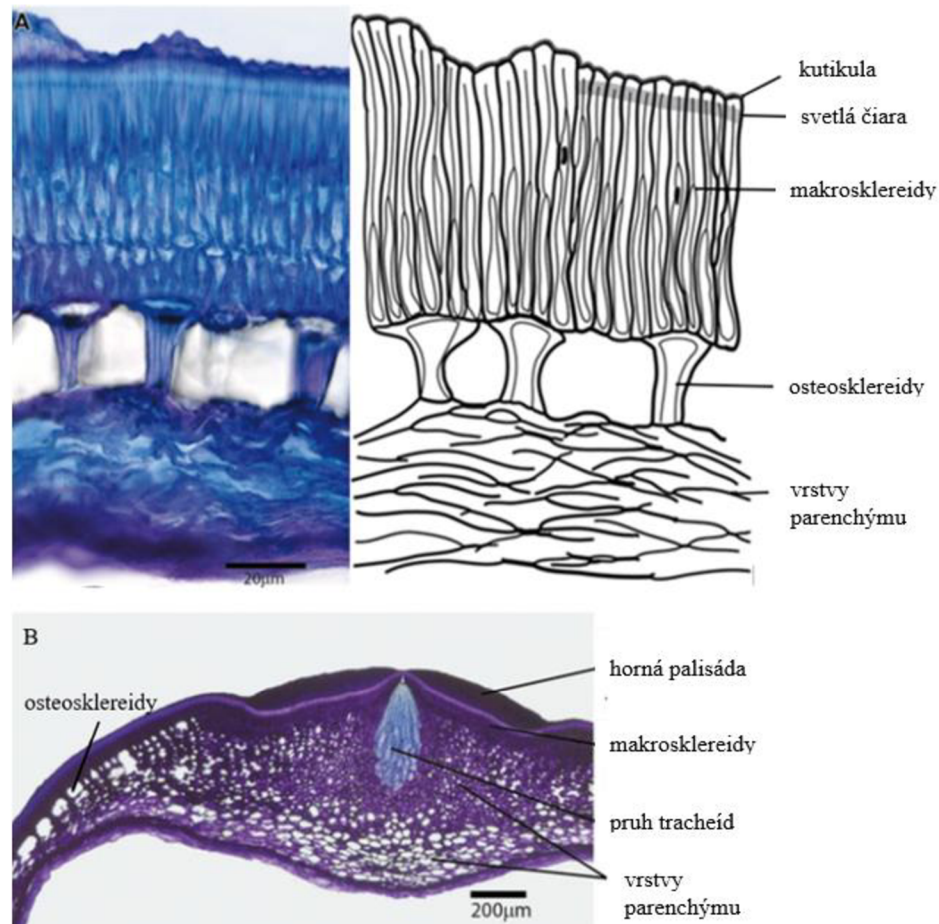 A
kutikula
svetlá čiara
makrosklereidy
osteosklereidy
vrstvy
parenchýmu
20µm
B
osteosklereidy
horná palisáda
makrosklereidy
pruh tracheíd
vrstvy
parenchýmu
200µm